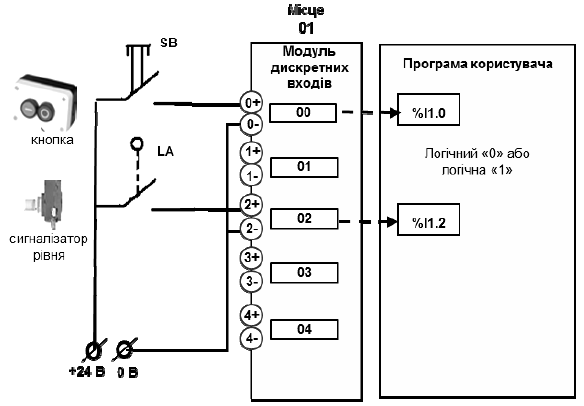 Місце
01
SB
Модуль
дискретних
входів
Програма користувача
0+
00
%I1.0
0-
кнопка
LA
1+
01
1-
Логічний «0» або
логічна «1»
2+
02
%I1.2
2-
сигналізатор
рівня
3+
03
3-
4+
04
4-
+24 В
0 В